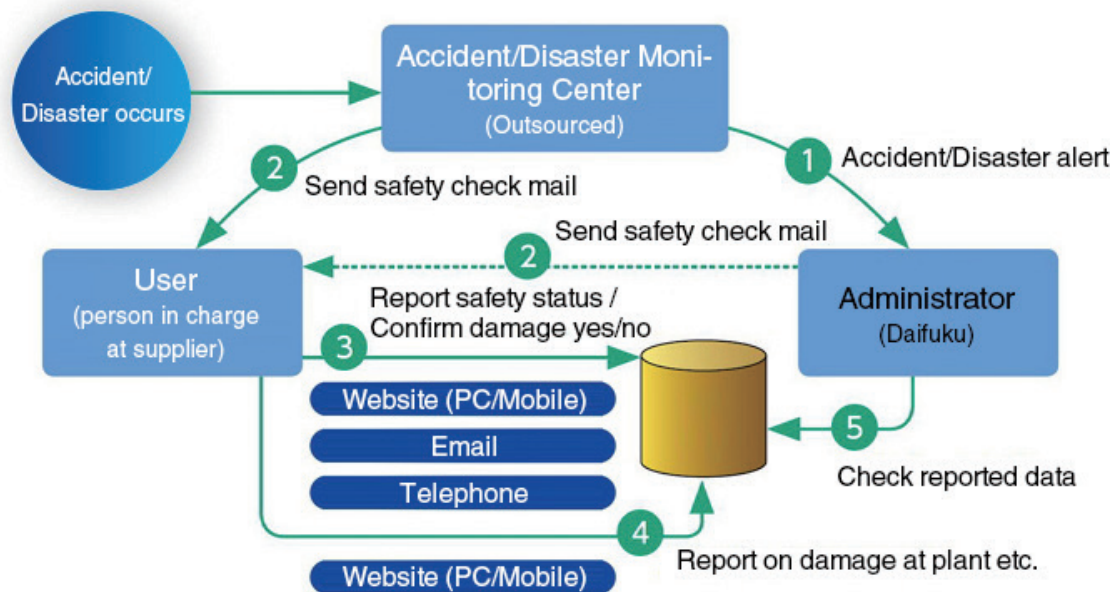 Accident/
Disaster occurs
Accident/Disaster Moni-
toring Center
(Outsourced)
1
Accident/Disaster alert
2
Send safety check mail
Send safety check mail
2
User
(person in charge
at supplier)
Administrator
(Daifuku)
Report safety status /
Confirm damage yes/no
3
Website (PC/Mobile)
Email
Telephone
5
Check reported data
4
Report on damage at plant etc.
Website (PC/Mobile)